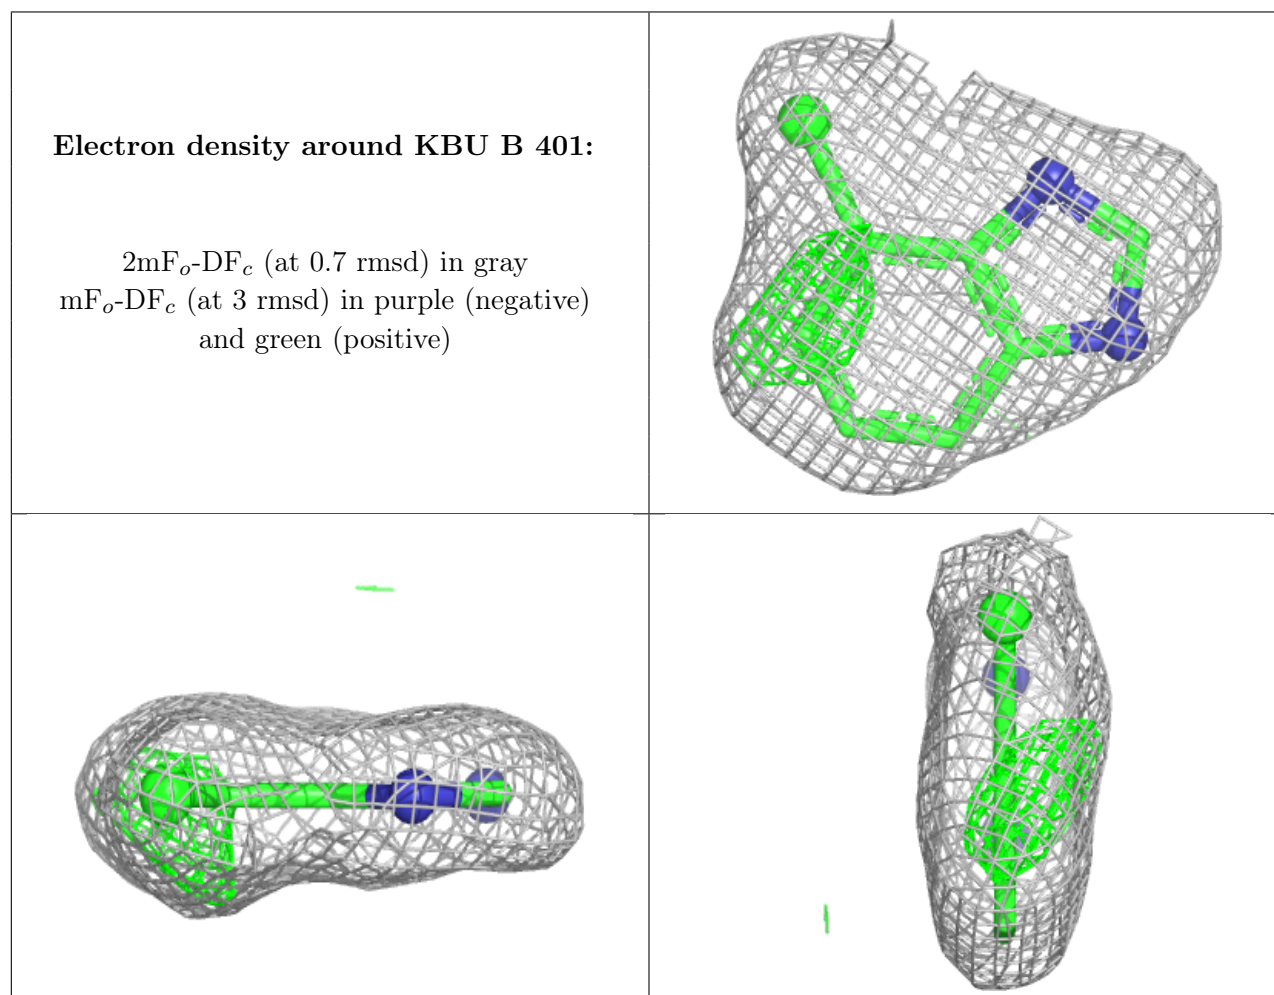 Electron density around KBU B 401:
2mFo-DFc (at 0.7 rmsd) in gray
mFo-DFc (at 3 rmsd) in purple (negative)
and green (positive)